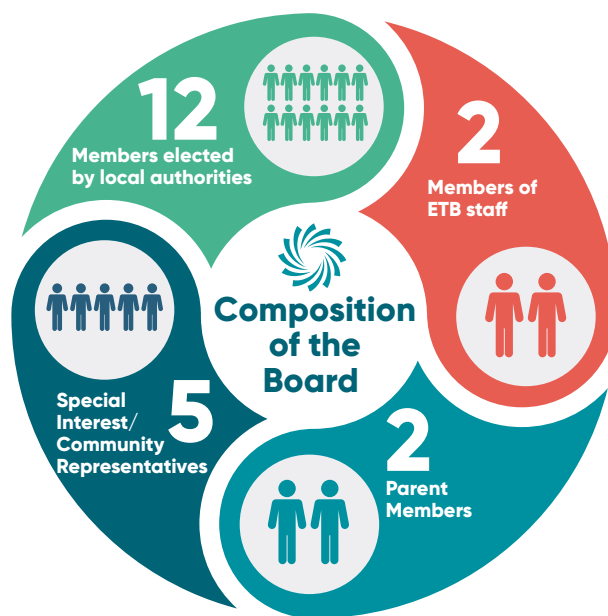 12
Members elected
by local authorities
2
Members of
ETB staff
Composition
of the
Board
5
Special
Interest/
Community
Representatives
2
Parent
Members